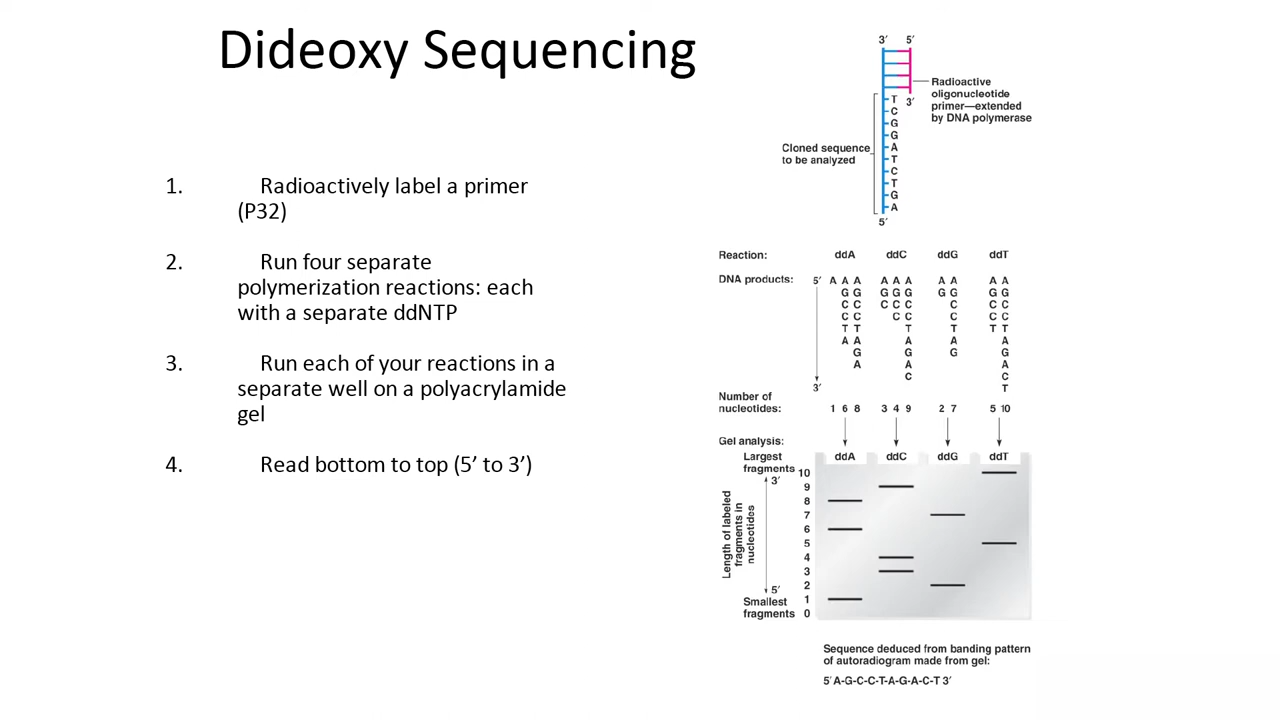 Dideoxy Sequencing
1. Radioactively label a primer
(P32)
2. Run four separate
polymerization reactions: each
with a separate ddNTP
3. Run each of your reactions in a
separate well on a polyacrylamide
gel
4. Read bottom to top (5’ to 3’)
3′ 5′
Radioactive
oligonucleotide
primer—extended
by DNA polymerase
3′
Cloned sequence
to be analyzed
T
C
G
G
A
T
C
T
G
A
5′
Reaction: ddA ddC ddG ddT
DNA products: 5′ A A A A A A A A A A
G G G G G G G G G
C C C C C C C C
C C C C C C C
T T T T T T
A A A A A
G G G G
A A A
C C
T
3′
Number of
nucleotides: 1 6 8 3 4 9 2 7 5 10
Gel analysis:
Largest
fragments
ddA ddC ddG ddT
3′
10
9
8
7
6
5
4
3
2
1
0
Length of labeled
fragments in
nucleotides
5′
Smallest
fragments
Sequence deduced from banding pattern
of autoradiogram made from gel:
5′ A-G-C-C-T-A-G-A-C-T 3′